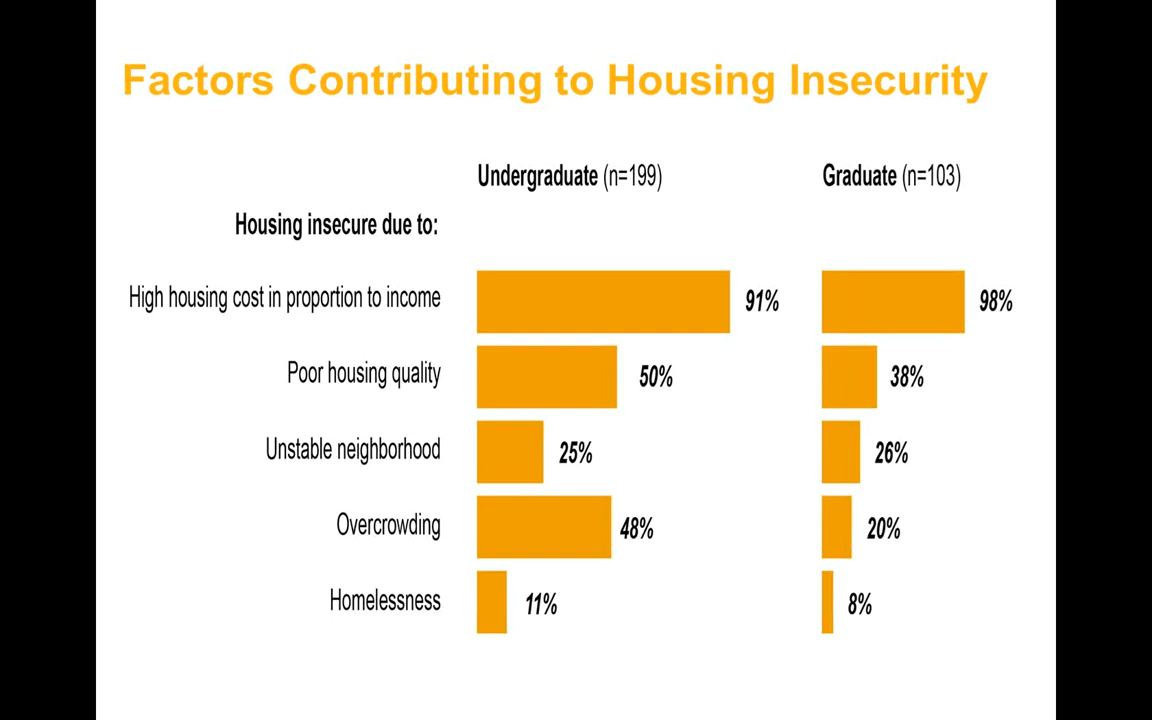 Factors Contributing to Housing Insecurity
Undergraduate (n=199) Graduate (n=103)
Housing insecure due to:
High housing cost in proportion to income 91% 98%
Poor housing quality 50% 38%
Unstable neighborhood 25% 26%
Overcrowding 48% 20%
Homelessness 11% 8%